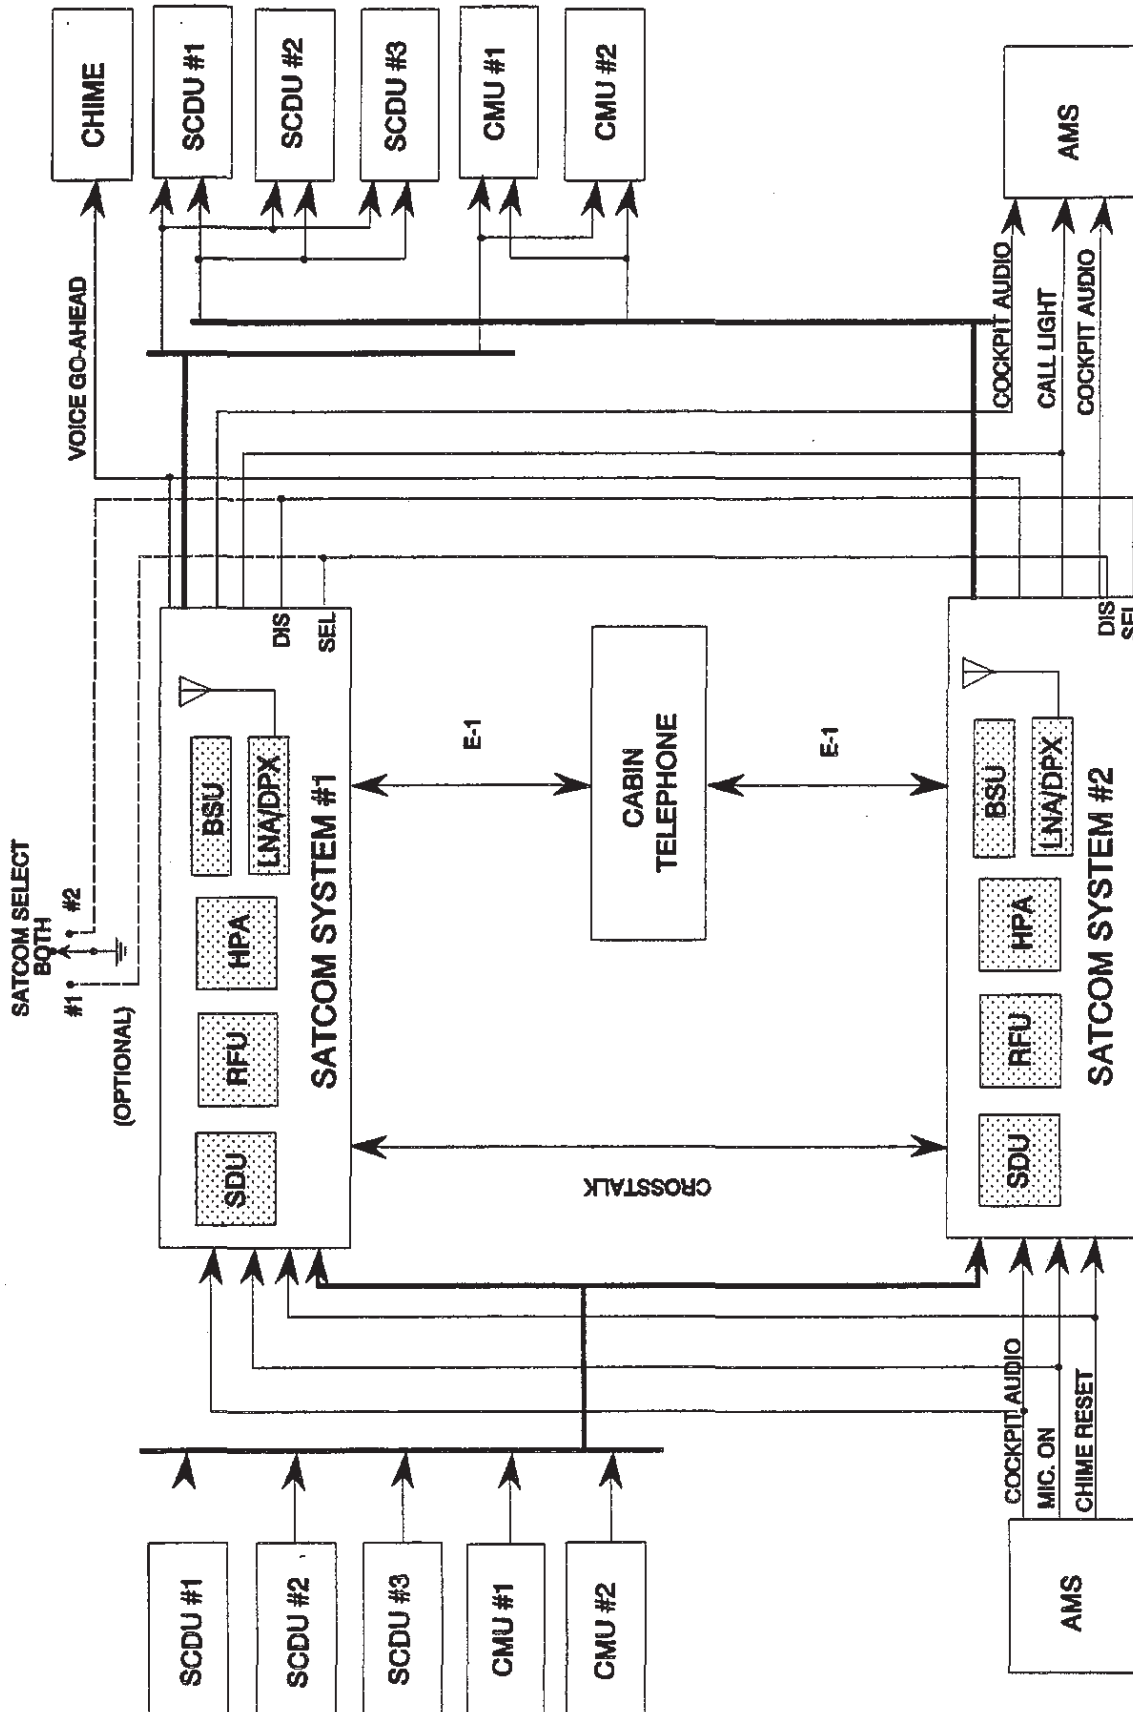 SATCOM SELECT
BOTH
#1
#2
(OPTIONAL)
VOICE GO-AHEAD
CHIME
SCDU #1
SCDU #2
SCDU #3
CMU #1
CMU #2
SCDU #1
SCDU #2
SCDU #3
CMU #1
CMU #2
SDU
RFU
HPA
BSU
LNA/DPX
SATCOM SYSTEM #1
DIS
SEL
CROSSTALK
E-1
CABIN
TELEPHONE
E-1
SDU
RFU
HPA
BSU
LNA/DPX
SATCOM SYSTEM #2
DIS
SEL
COCKPIT AUDIO
MIC. ON
CHIME RESET
AMS
COCKPIT AUDIO
CALL LIGHT
COCKPIT AUDIO
AMS